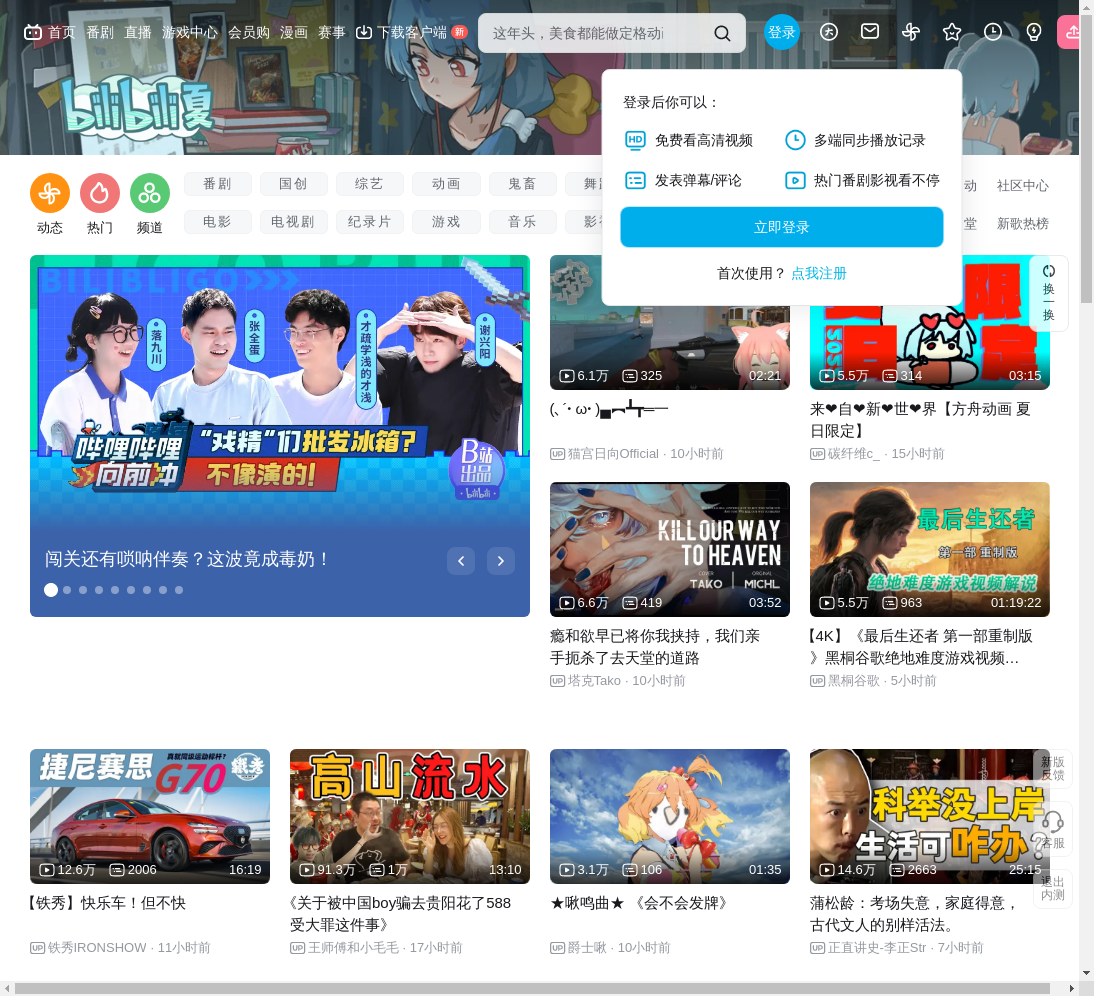 首页 番剧 直播 游戏中心 会员购 漫画 赛事 下载客户端 新
这年头，美食都能做定格动
登录
bilibili夏
登录后你可以：
免费看高清视频 多端同步播放记录
发表弹幕/评论 热门番剧影视看不停
立即登录
首次使用？ 点我注册
动态 热门 频道
番剧 国创 综艺 动画 鬼畜
动 社区中心
电影 电视剧 纪录片 游戏 音乐
堂 新歌热榜
换一换
BILIBILIGO
落九川
张全蛋
才疏学浅的才浅
谢兴阳
哔哩哔哩向前冲
“戏精”们批发冰箱？
不像演的！
B站出品
bilibili
闯关还有唢呐伴奏？这波竟成毒奶！
6.1万 325 02:21
(､´･ ω･ )▄︻┻┳═一
猫宫日向Official · 10小时前
5.5万 314 03:15
来❤自❤新❤世❤界【方舟动画 夏
日限定】
碳纤维c_ · 15小时前
KILL OUR WAY
TO HEAVEN
COVER ORIGINAL
TAKO MICHL
6.6万 419 03:52
瘾和欲早已将你我挟持，我们亲
手扼杀了去天堂的道路
塔克Tako · 10小时前
最后生还者
第一部 重制版
绝地难度游戏视频解说
5.5万 963 01:19:22
【4K】《最后生还者 第一部重制版
》黑桐谷歌绝地难度游戏视频…
黑桐谷歌 · 5小时前
真就同级运动标杆?
捷尼赛思 G70 铁秀
12.6万 2006 16:19
【铁秀】快乐车！但不快
铁秀IRONSHOW · 11小时前
高山流水
91.3万 1万 13:10
《关于被中国boy骗去贵阳花了588
受大罪这件事》
王师傅和小毛毛 · 17小时前
3.1万 106 01:35
★啾鸣曲★ 《会不会发牌》
爵士啾 · 10小时前
科举没上岸
生活可咋办?
14.6万 2663 25:15
蒲松龄：考场失意，家庭得意，
古代文人的别样活法。
正直讲史-李正Str · 7小时前
新版
反馈
客服
退出
内测